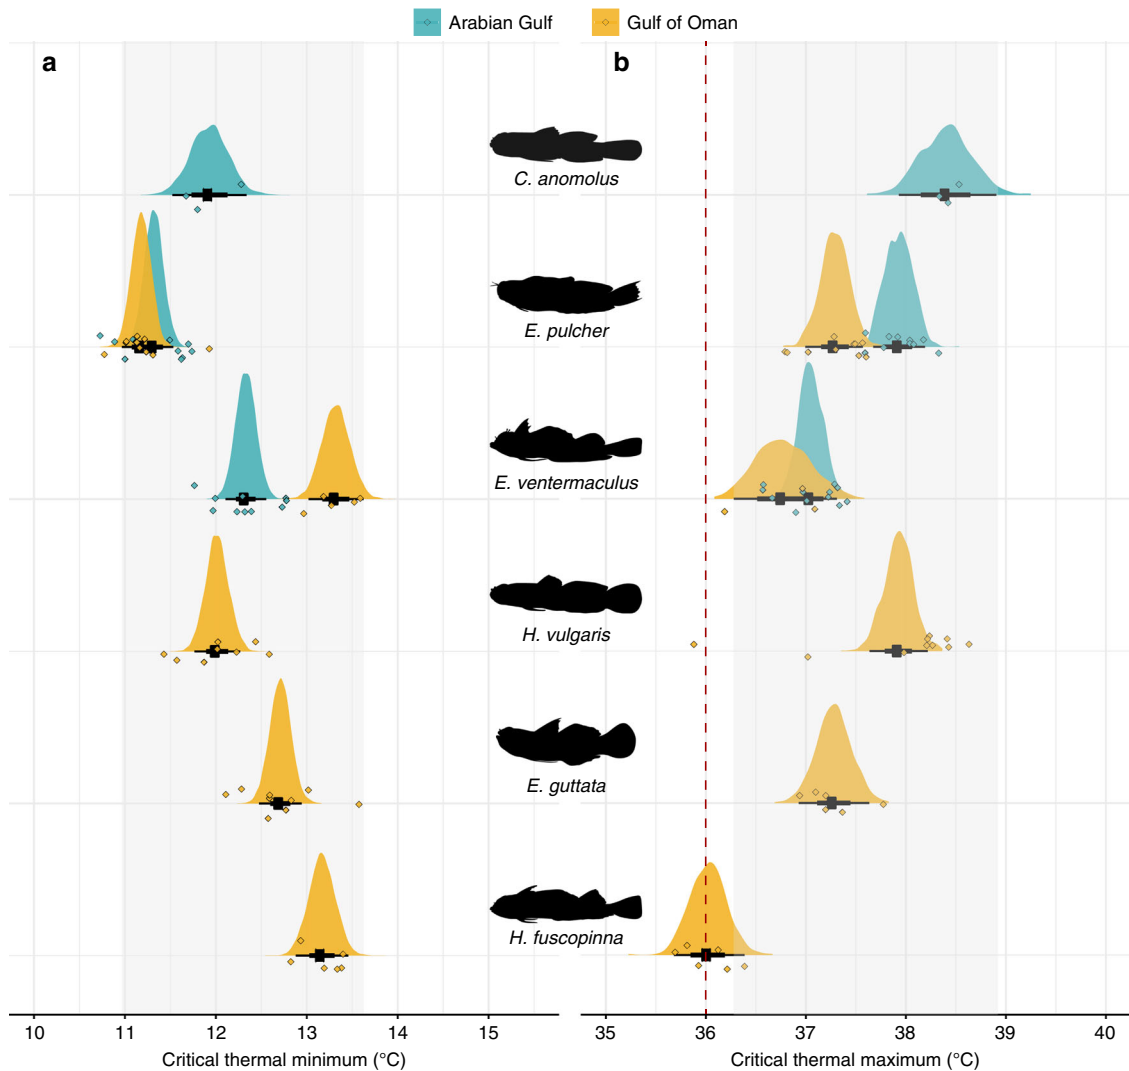 Arabian Gulf Gulf of Oman
a b
C. anomolus
E. pulcher
E. ventermaculus
H. vulgaris
E. guttata
H. fuscopinna
10 11 12 13 14 15 35 36 37 38 39 40
Critical thermal minimum (°C) Critical thermal maximum (°C)